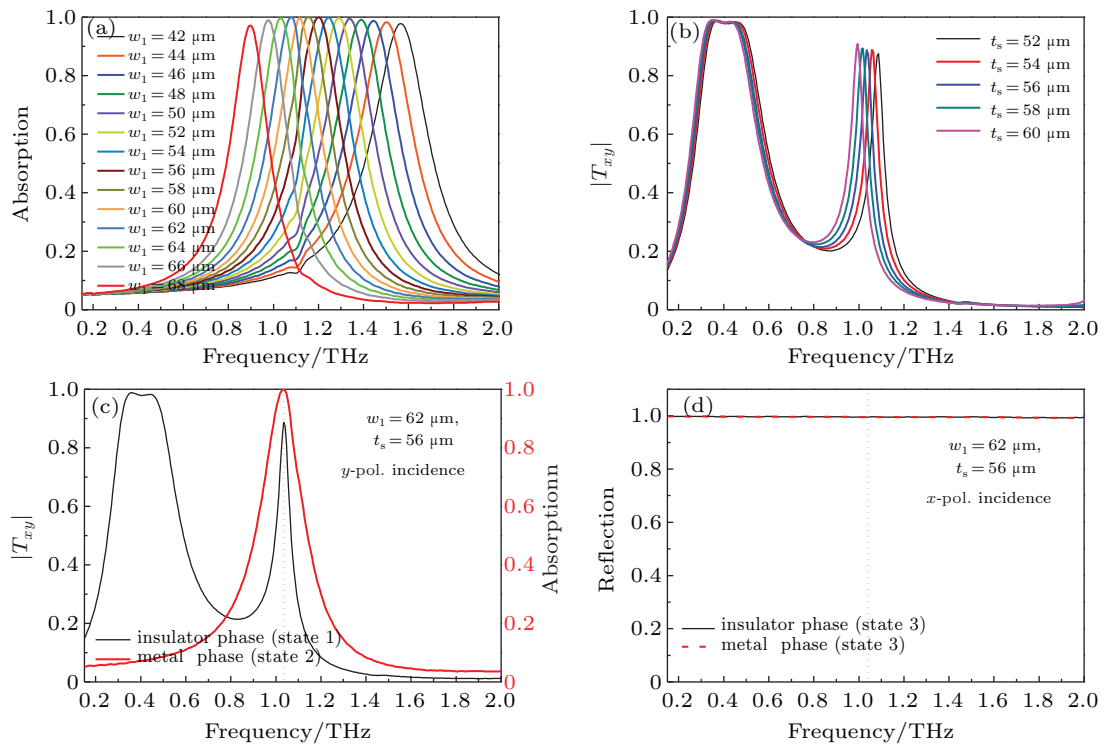 (a)
w₁ = 42 µm
w₁ = 44 µm
w₁ = 46 µm
w₁ = 48 µm
w₁ = 50 µm
w₁ = 52 µm
w₁ = 54 µm
w₁ = 56 µm
w₁ = 58 µm
w₁ = 60 µm
w₁ = 62 µm
w₁ = 64 µm
w₁ = 66 µm
w₁ = 68 µm
1.0
0.8
0.6
0.4
0.2
0
Absorption
0.2 0.4 0.6 0.8 1.0 1.2 1.4 1.6 1.8 2.0
Frequency/THz
(b)
tₛ = 52 µm
tₛ = 54 µm
tₛ = 56 µm
tₛ = 58 µm
tₛ = 60 µm
1.0
0.8
0.6
0.4
0.2
0
|Txy|
0.2 0.4 0.6 0.8 1.0 1.2 1.4 1.6 1.8 2.0
Frequency/THz
(c)
w₁ = 62 µm,
tₛ = 56 µm
y-pol. incidence
insulator phase (state 1)
metal phase (state 2)
1.0
0.8
0.6
0.4
0.2
0
|Txy|
1.0
0.8
0.6
0.4
0.2
0
Absorptionn
0.2 0.4 0.6 0.8 1.0 1.2 1.4 1.6 1.8 2.0
Frequency/THz
(d)
w₁ = 62 µm,
tₛ = 56 µm
x-pol. incidence
insulator phase (state 3)
metal phase (state 3)
1.0
0.8
0.6
0.4
0.2
0
Reflection
0.2 0.4 0.6 0.8 1.0 1.2 1.4 1.6 1.8 2.0
Frequency/THz